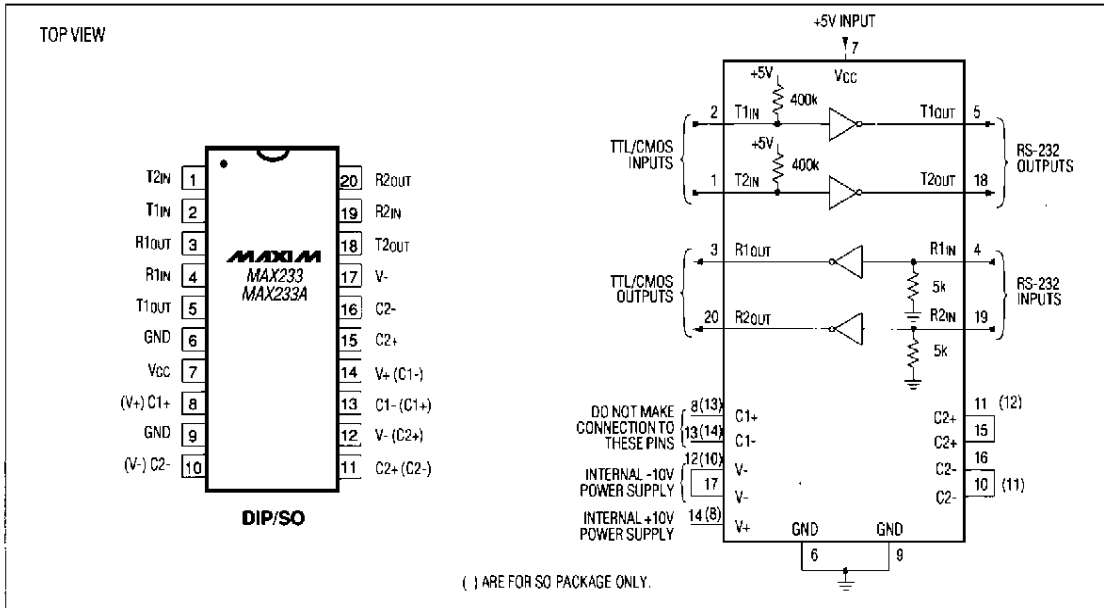 TOP VIEW
T2IN 1
T1IN 2
R1OUT 3
R1IN 4
T1OUT 5
GND 6
VCC 7
(V+) C1+ 8
GND 9
(V-) C2- 10
MAXIM
MAX233
MAX233A
20 R2OUT
19 R2IN
18 T2OUT
17 V-
16 C2-
15 C2+
14 V+ (C1-)
13 C1- (C1+)
12 V- (C2+)
11 C2+ (C2-)
DIP/SO
+5V INPUT
7
VCC
+5V
400k
2 T1IN T1OUT 5
TTL/CMOS
INPUTS
+5V
400k
RS-232
OUTPUTS
1 T2IN T2OUT 18
3 R1OUT R1IN 4
TTL/CMOS
OUTPUTS
5k
RS-232
INPUTS
20 R2OUT R2IN 19
5k
DO NOT MAKE
CONNECTION TO
THESE PINS
8(13) C1+
13(14) C1-
INTERNAL -10V
POWER SUPPLY
12(10) V-
17 V-
INTERNAL +10V
POWER SUPPLY
14(8) V+
11 (12)
C2+
15
C2+
16
C2-
10 (11)
C2-
GND GND
6 9
( ) ARE FOR SO PACKAGE ONLY.